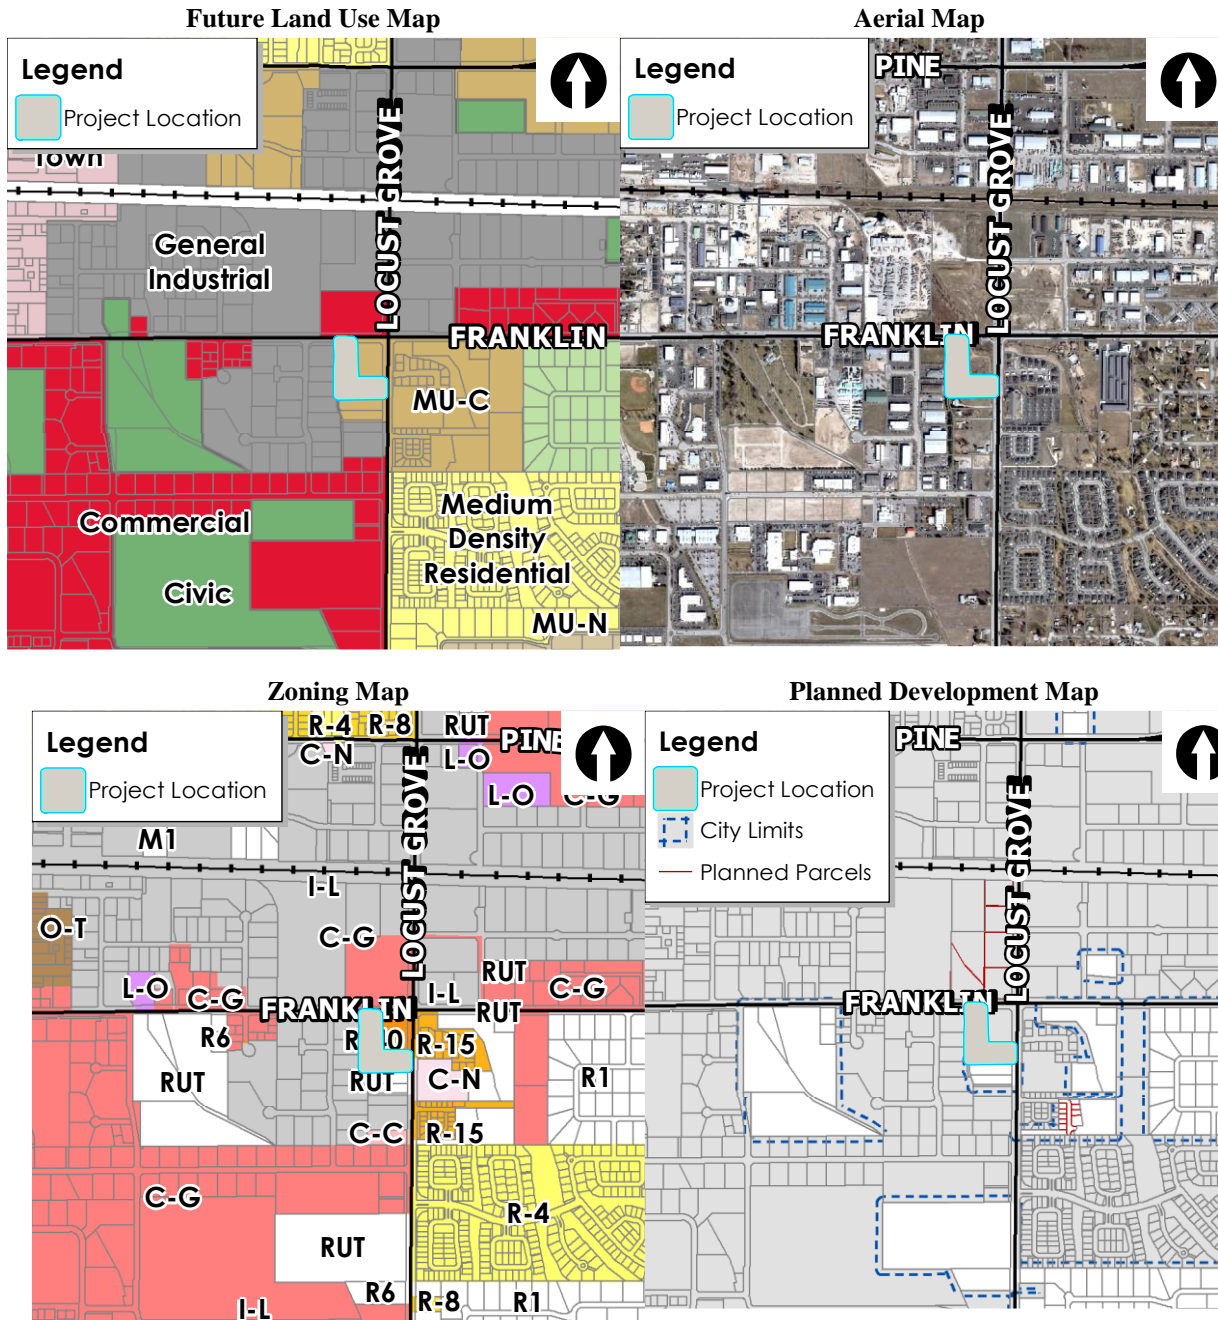 Future Land Use Map
Legend
Project Location
Town
LOCUST GROVE
General
Industrial
FRANKLIN
MU-C
Commercial
Medium
Density
Residential
Civic
MU-N
Aerial Map
Legend
Project Location
PINE
LOCUST GROVE
FRANKLIN
Zoning Map
Legend
Project Location
R-4
R-8
RUT
C-N
PINE
L-O
L-O
C-G
M1
LOCUST GROVE
I-L
O-T
C-G
RUT
L-O
C-G
I-L
C-G
FRANKLIN
RUT
R6
R-15
RUT
RUT
C-N
R1
C-C
R-15
C-G
R-4
RUT
R6
I-L
R-8
R1
Planned Development Map
Legend
Project Location
City Limits
Planned Parcels
PINE
LOCUST GROVE
FRANKLIN